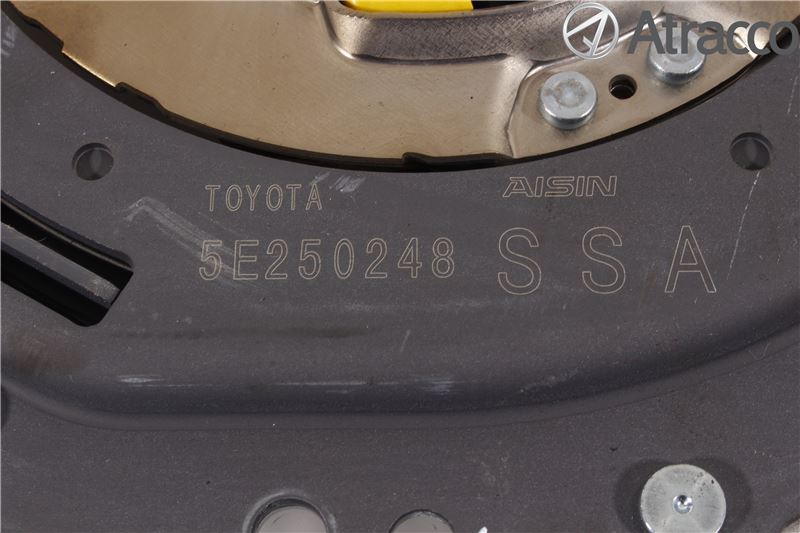 Atracco
TOYOTA AISIN
5E250248 SSA